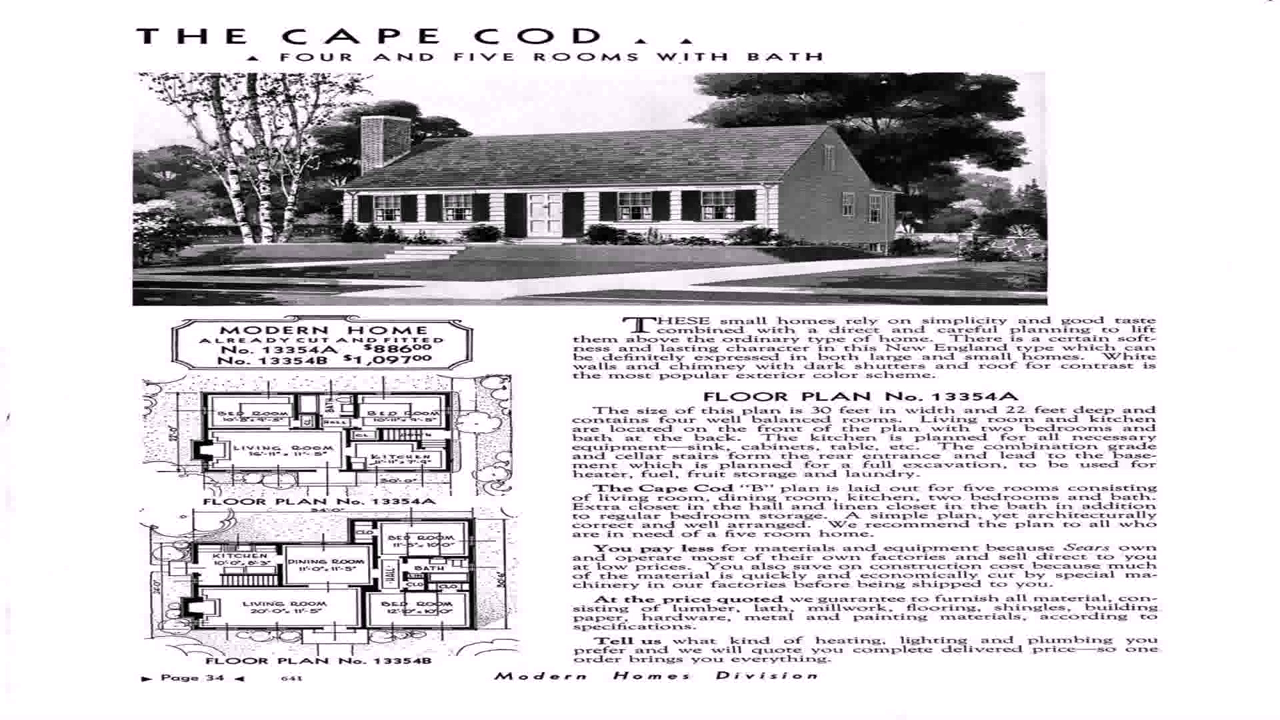 THE CAPE COD
FOUR AND FIVE ROOMS WITH BATH
MODERN HOME
ALREADY CUT AND FITTED
No. 13354A $886.00
No. 13354B $1,097.00
BED ROOM
BATH
BED ROOM
HALL
CL
LIVING ROOM
KITCHEN
FLOOR PLAN No. 13354A
34'-0"
CLO
BED ROOM
KITCHEN
DINING ROOM
11'-0", 11'-5"
HALL
BATH
CLO
CLO
LIVING ROOM
20'-0", 11'-5"
BED ROOM
FLOOR PLAN No. 13354B
THESE small homes rely on simplicity and good taste
combined with a direct and careful planning to lift
them above the ordinary type of home. There is a certain soft-
ness and lasting character in this New England type which can
be definitely expressed in both large and small homes. White
walls and chimney with dark shutters and roof for contrast is
the most popular exterior color scheme.
FLOOR PLAN No. 13354A
The size of this plan is 30 feet in width and 22 feet deep and
contains four well balanced rooms. Living room and kitchen
are located on the front of the plan with two bedrooms and
bath at the back. The kitchen is planned for all necessary
equipment—sink, cabinets, table, etc. The combination grade
and cellar stairs form the rear entrance and lead to the base-
ment which is planned for a full excavation, to be used for
heater, fuel, fruit storage and laundry.
The Cape Cod "B" plan is laid out for five rooms consisting
of living room, dining room, kitchen, two bedrooms and bath.
Extra closet in the hall and linen closet in the bath in addition
to regular bedroom storage. A simple plan, yet architecturally
correct and well arranged. We recommend the plan to all who
are in need of a five room home.
You pay less for materials and equipment because Sears own
and operate most of their own factories and sell direct to you
at low prices. You also save on construction cost because much
of the material is quickly and economically cut by special ma-
chinery in our factories before being shipped to you.
At the price quoted we guarantee to furnish all material, con-
sisting of lumber, lath, millwork, flooring, shingles, building
paper, hardware, metal and painting materials, according to
specifications.
Tell us what kind of heating, lighting and plumbing you
prefer and we will quote you complete delivered price—so one
order brings you everything.
Page 34
641
Modern Homes Division